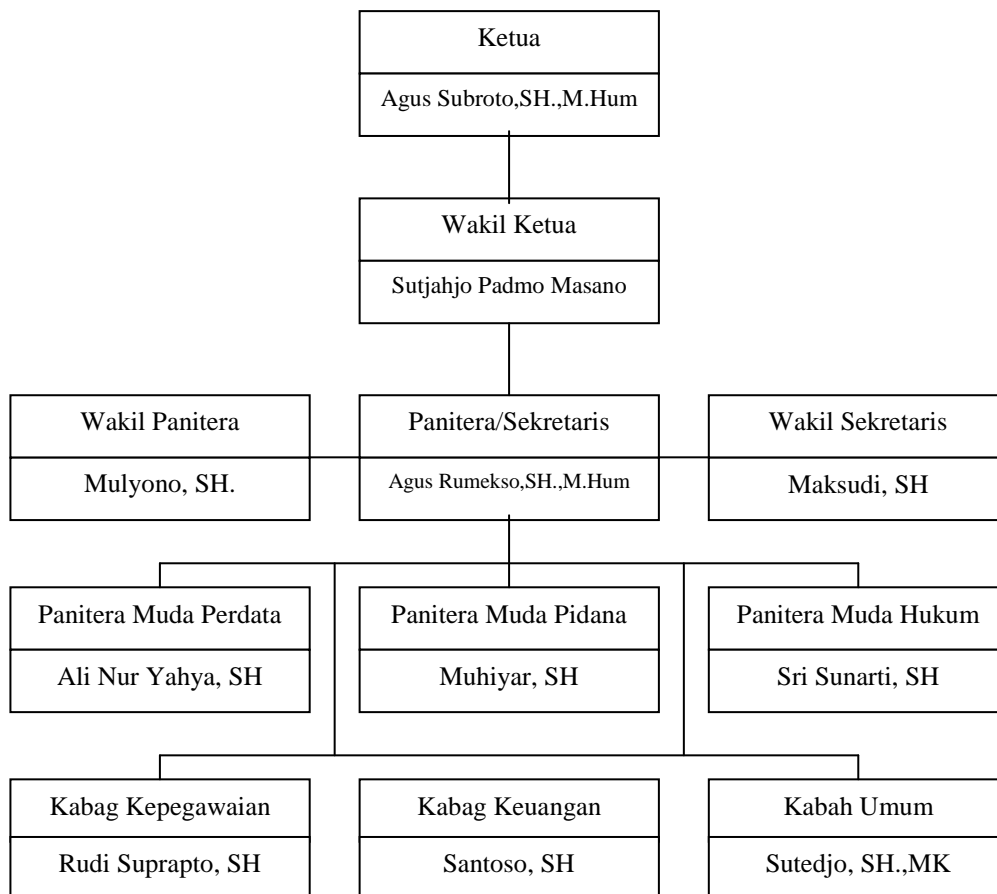 Ketua
Agus Subroto,SH.,M.Hum
Wakil Ketua
Sutjahjo Padmo Masano
Wakil Panitera
Mulyono, SH.
Panitera/Sekretaris
Agus Rumekso,SH.,M.Hum
Wakil Sekretaris
Maksudi, SH
Panitera Muda Perdata
Ali Nur Yahya, SH
Panitera Muda Pidana
Muhiyar, SH
Panitera Muda Hukum
Sri Sunarti, SH
Kabag Kepegawaian
Rudi Suprapto, SH
Kabag Keuangan
Santoso, SH
Kabah Umum
Sutedjo, SH.,MK